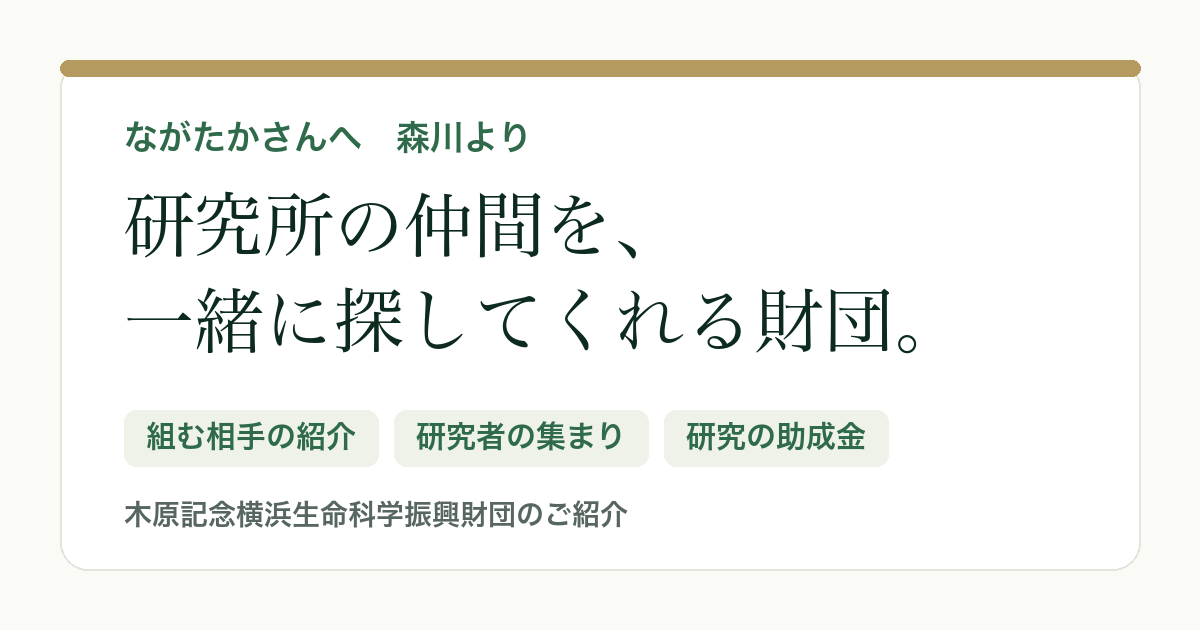 ながたかさんへ　森川より
研究所の仲間を、
一緒に探してくれる財団。
組む相手の紹介
研究者の集まり
研究の助成金
木原記念横浜生命科学振興財団のご紹介